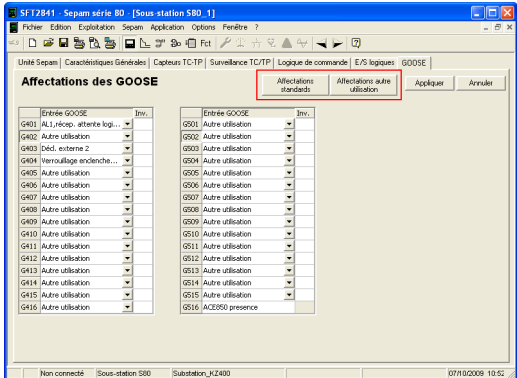 SFT2841 - Sepam série 80 - [Sous-station S80_1]
Fichier Edition Exploitation Sepam Application Options Fenêtre ?
Fct
Unité Sepam Caractéristiques Générales Capteurs TC-TP Surveillance TC/TP Logique de commande E/S logiques GOOSE
Affectations des GOOSE
Affectations standards
Affectations autre utilisation
Appliquer
Annuler
Entrée GOOSE Inv.
G401 AL1,récep. attente logi...
G402 Autre utilisation
G403 Décl. externe 2
G404 Verrouillage enclenche...
G405 Autre utilisation
G406 Autre utilisation
G407 Autre utilisation
G408 Autre utilisation
G409 Autre utilisation
G410 Autre utilisation
G411 Autre utilisation
G412 Autre utilisation
G413 Autre utilisation
G414 Autre utilisation
G415 Autre utilisation
G416 Autre utilisation
Entrée GOOSE Inv.
G501 Autre utilisation
G502 Autre utilisation
G503 Autre utilisation
G504 Autre utilisation
G505 Autre utilisation
G506 Autre utilisation
G507 Autre utilisation
G508 Autre utilisation
G509 Autre utilisation
G510 Autre utilisation
G511 Autre utilisation
G512 Autre utilisation
G513 Autre utilisation
G514 Autre utilisation
G515 Autre utilisation
G516 ACE850 presence
Non connecté Sous-station S80 Substation_KZ400 07/10/2009 10:52